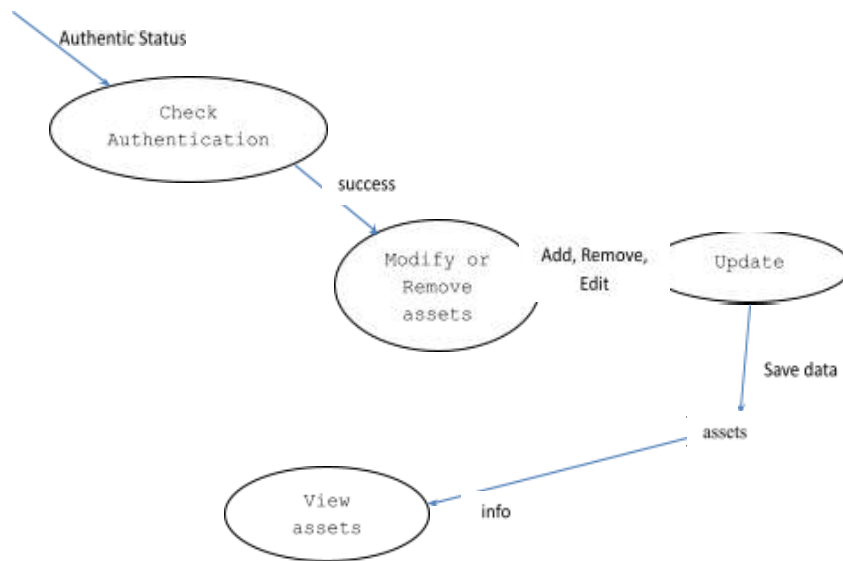 Authentic Status
Check
Authentication
success
Modify or
Remove
assets
Add, Remove,
Edit
Update
Save data
assets
View
assets
info